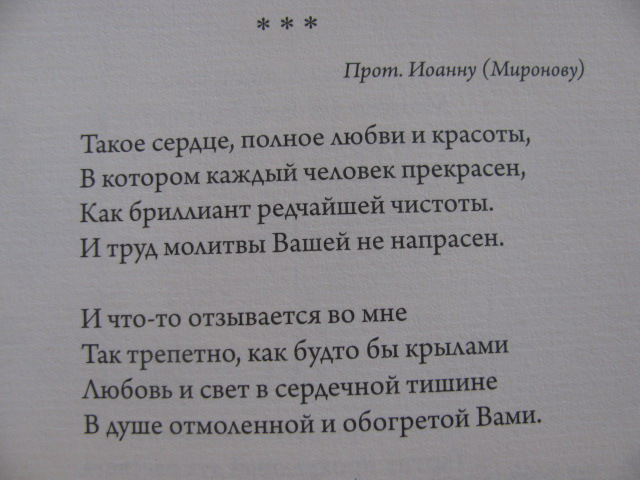 * * *
Прот. Иоанну (Миронову)
Такое сердце, полное любви и красоты,
В котором каждый человек прекрасен,
Как бриллиант редчайшей чистоты.
И труд молитвы Вашей не напрасен.
И что-то отзывается во мне
Так трепетно, как будто бы крылами
Любовь и свет в сердечной тишине
В душе отмоленной и обогретой Вами.